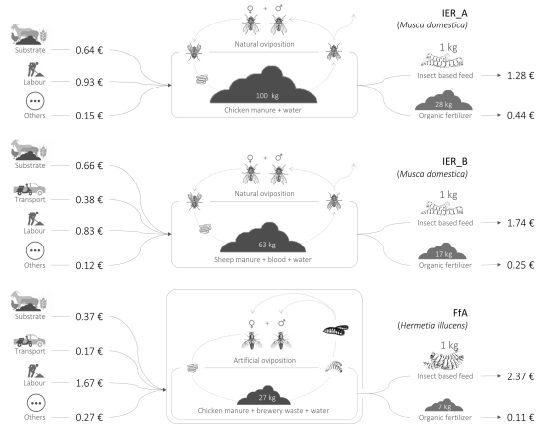 IER_A
(Musca domestica)
♀ + ♂
Substrate 0.64 €
Natural oviposition
1 kg
Labour 0.93 €
Insect based feed 1.28 €
100 kg
28 kg
Others 0.15 €
Chicken manure + water
Organic fertilizer 0.44 €
IER_B
(Musca domestica)
♀ + ♂
Substrate 0.66 €
Natural oviposition
1 kg
Transport 0.38 €
Insect based feed 1.74 €
Labour 0.83 €
63 kg
17 kg
Others 0.12 €
Sheep manure + blood + water
Organic fertilizer 0.25 €
FfA
(Hermetia illucens)
Substrate 0.37 €
♀ + ♂
1 kg
Transport 0.17 €
Artificial oviposition
Insect based feed 2.37 €
Labour 1.67 €
27 kg
7 kg
Others 0.27 €
Chicken manure + brewery waste + water
Organic fertilizer 0.11 €